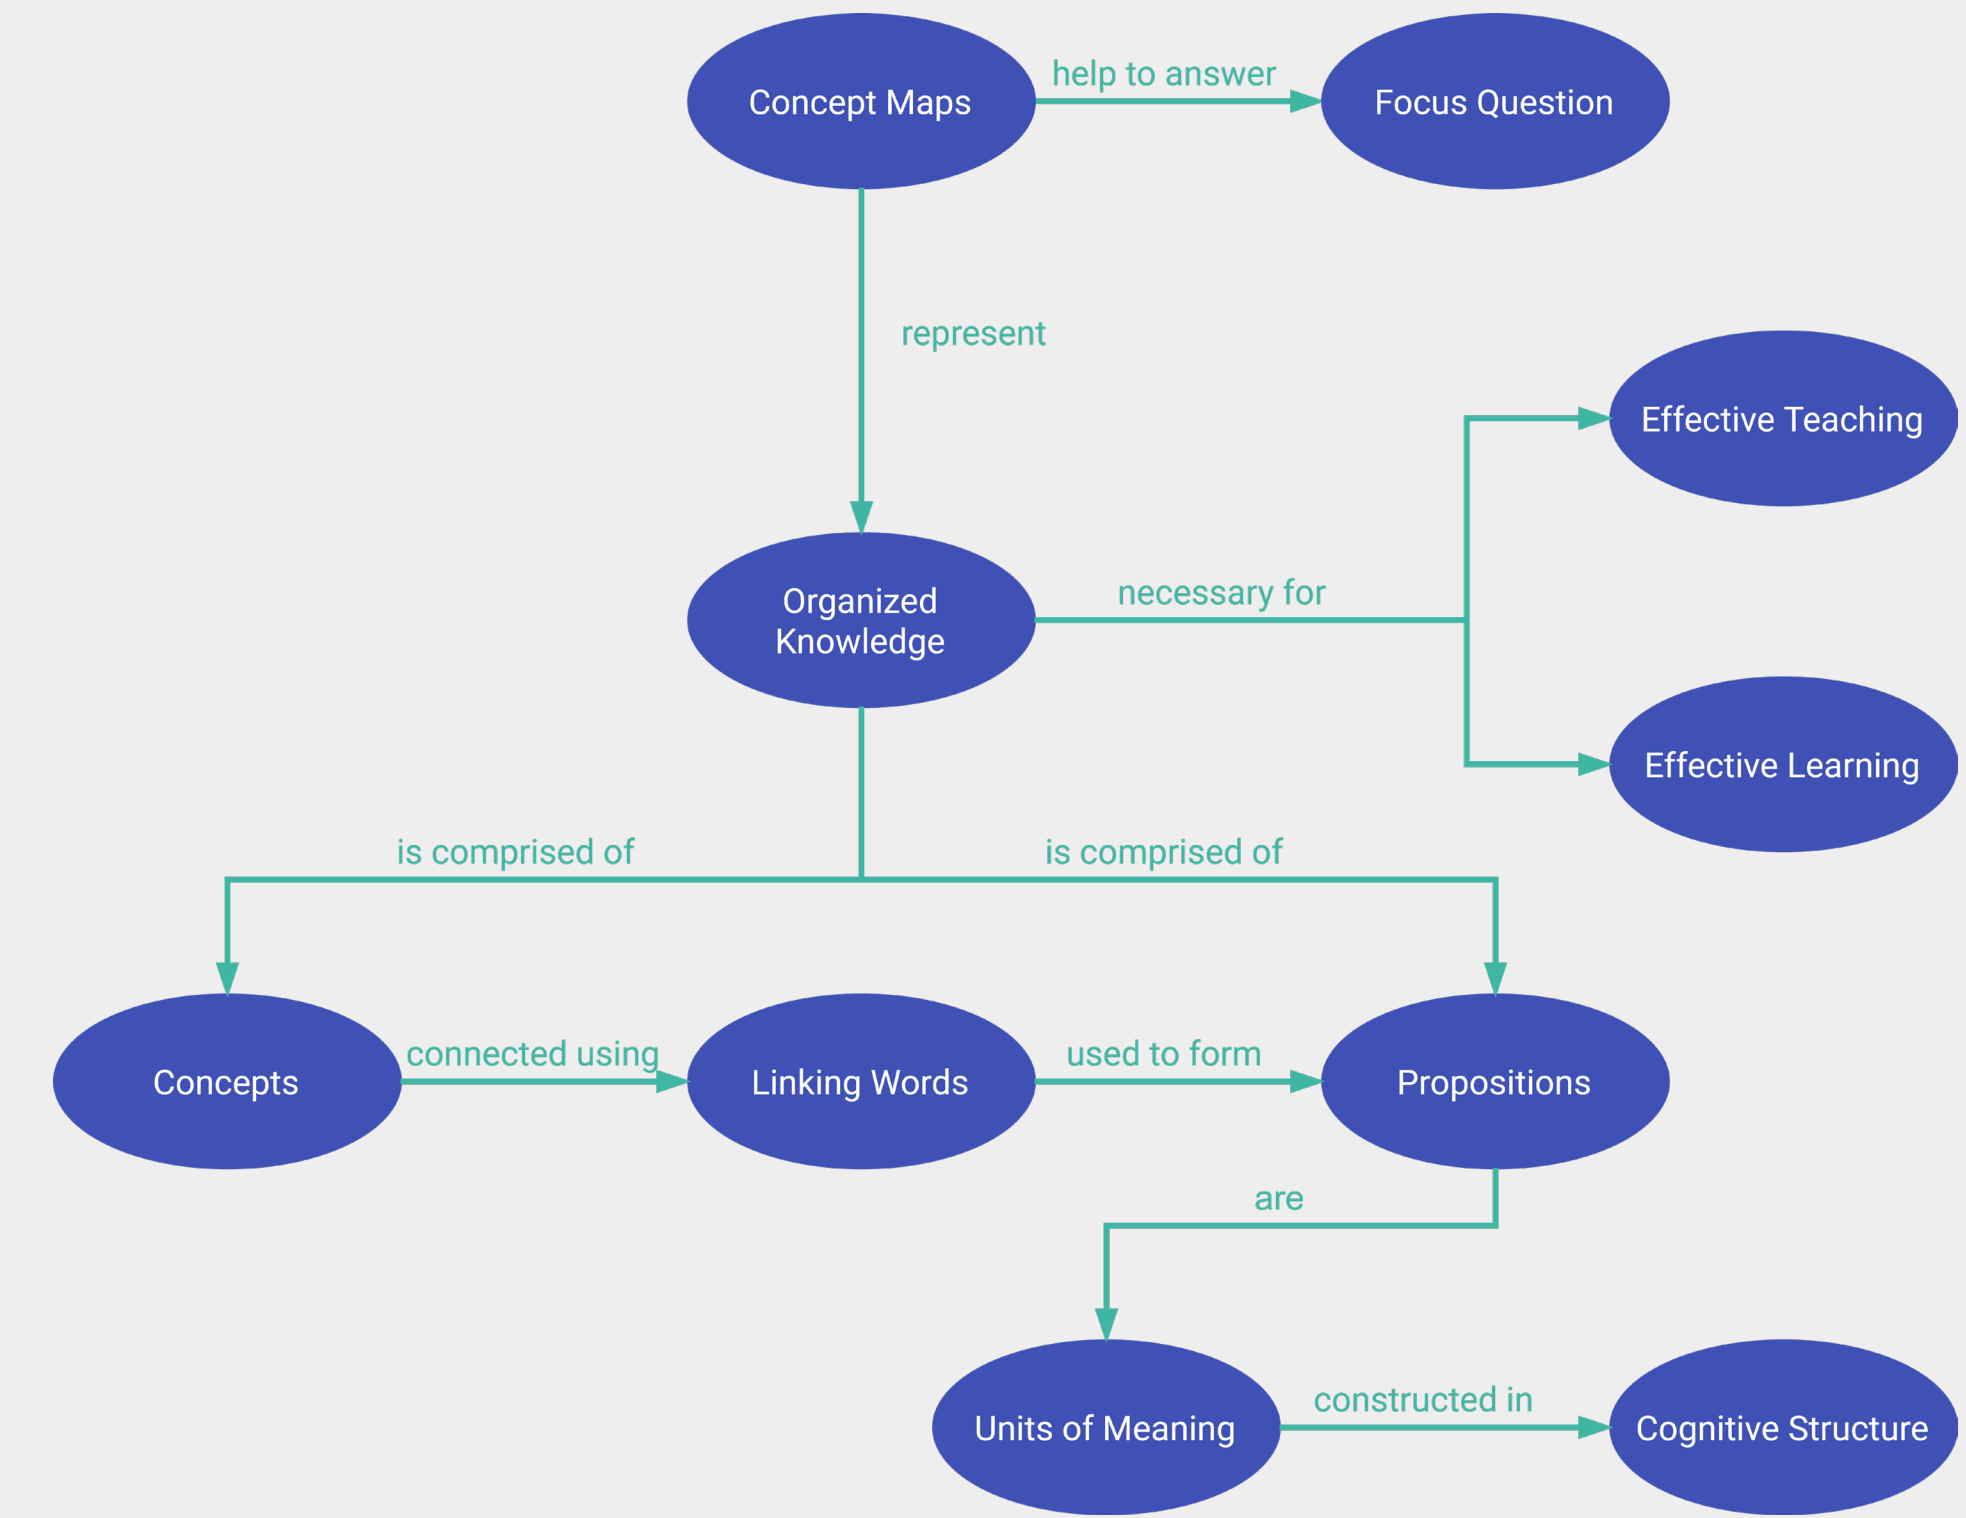 Concept Maps
help to answer
Focus Question
represent
Effective Teaching
Organized
Knowledge
necessary for
Effective Learning
is comprised of
is comprised of
Concepts
connected using
Linking Words
used to form
Propositions
are
Units of Meaning
constructed in
Cognitive Structure